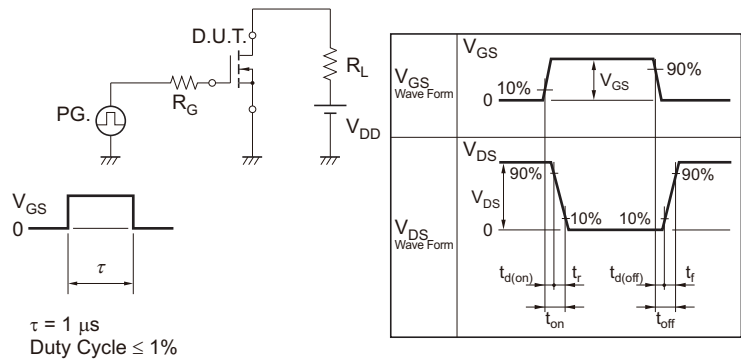 D.U.T.
R_L
R_G
PG.
V_DD
V_GS
0
τ
τ = 1 μs
Duty Cycle ≤ 1%
V_GS
Wave Form
V_GS
10%
V_GS
90%
0
V_DS
Wave Form
V_DS
90%
90%
V_DS
10%
10%
0
t_d(on)
t_r
t_d(off)
t_f
t_on
t_off